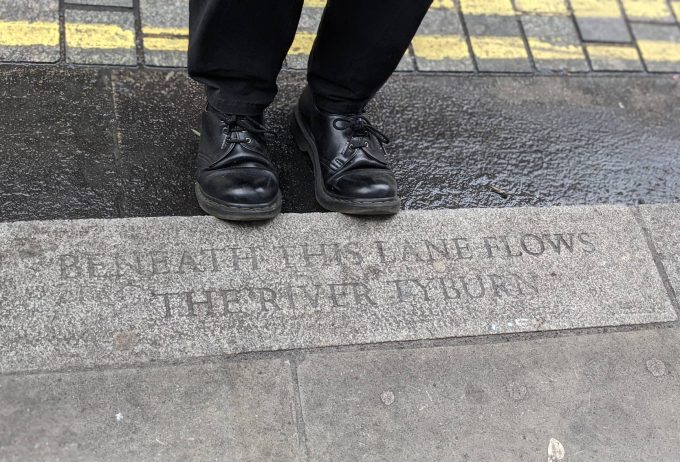 BENEATH THIS LANE FLOWS
THE RIVER TYBURN